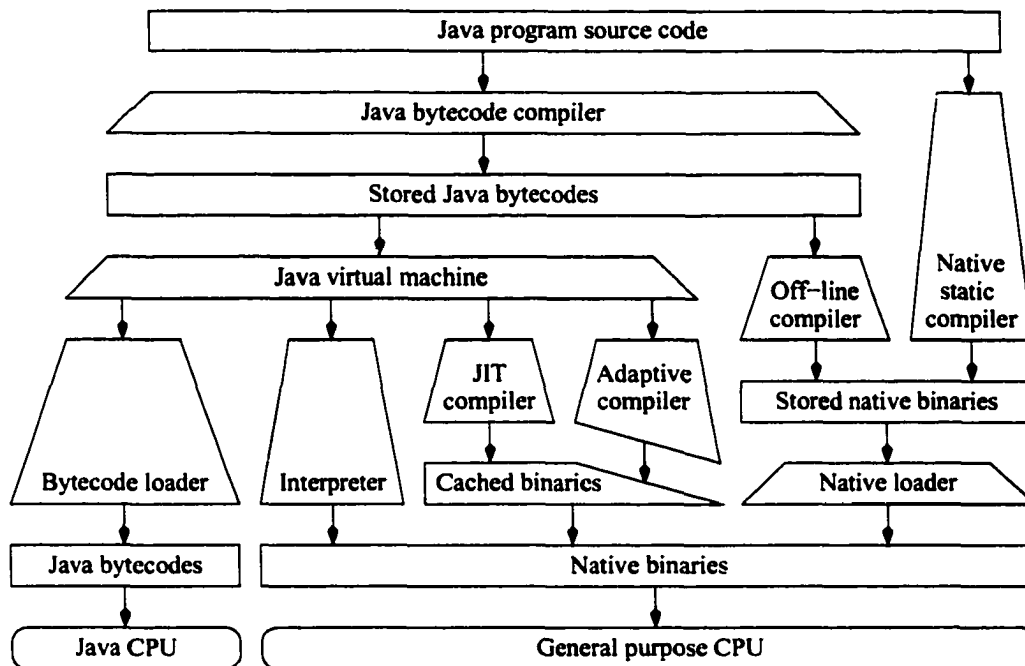 Java program source code
Java bytecode compiler
Stored Java bytecodes
Java virtual machine
Off-line
compiler
Native
static
compiler
JIT
compiler
Adaptive
compiler
Stored native binaries
Bytecode loader
Interpreter
Cached binaries
Native loader
Java bytecodes
Native binaries
Java CPU
General purpose CPU